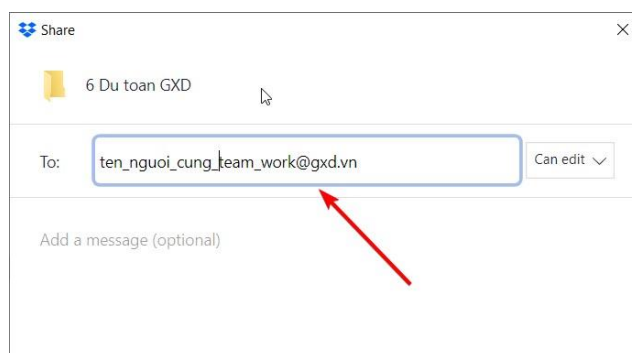 Share
6 Du toan GXD
To: ten_nguoi_cung_team_work@gxd.vn Can edit
Add a message (optional)